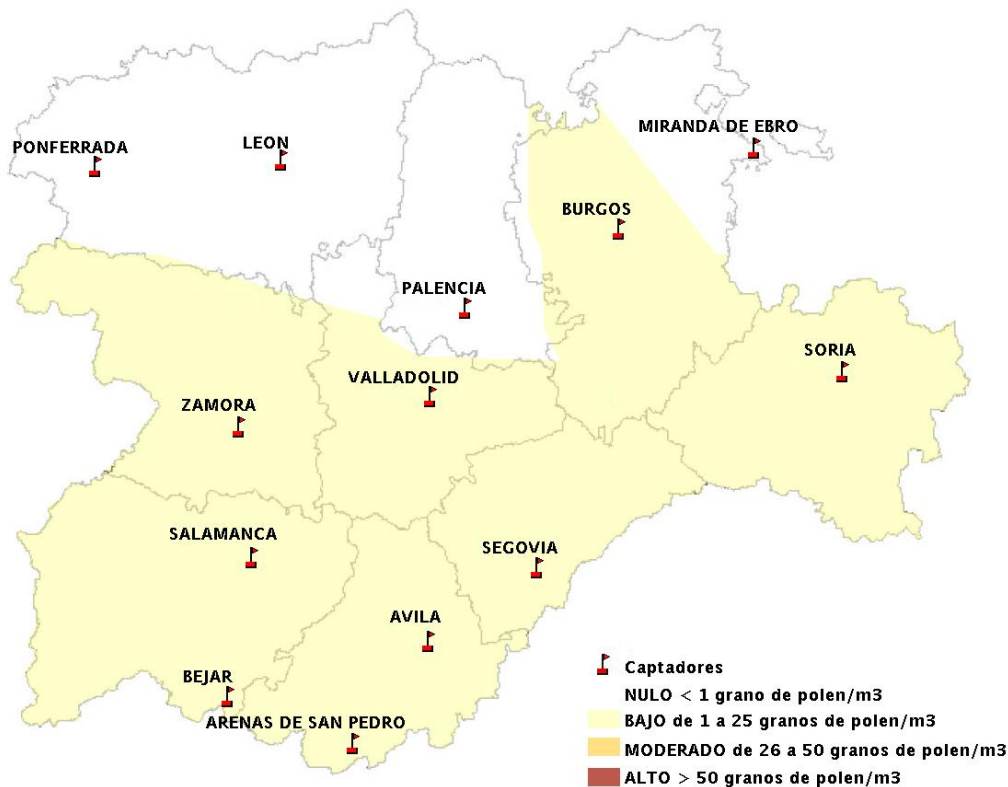 MIRANDA DE EBRO
PONFERRADA
LEON
BURGOS
PALENCIA
SORIA
VALLADOLID
ZAMORA
SALAMANCA
SEGOVIA
AVILA
BEJAR
ARENAS DE SAN PEDRO
Captadores
NULO < 1 grano de polen/m3
BAJO de 1 a 25 granos de polen/m3
MODERADO de 26 a 50 granos de polen/m3
ALTO > 50 granos de polen/m3